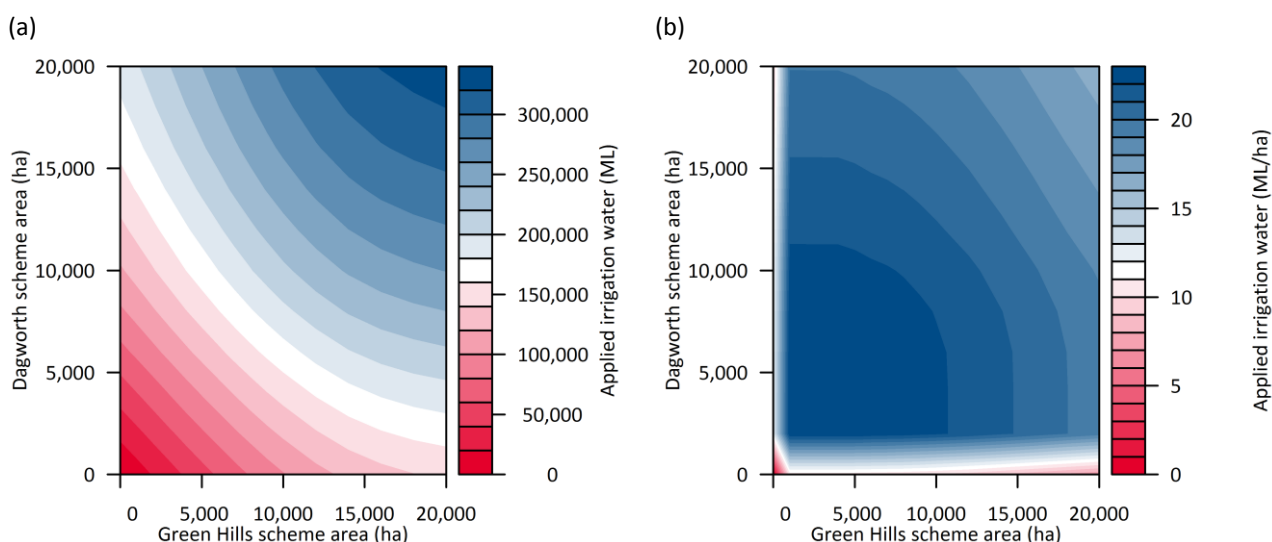 (a)
20,000
15,000
10,000
5,000
0
Dagworth scheme area (ha)
0 5,000 10,000 15,000 20,000
Green Hills scheme area (ha)
300,000
250,000
200,000
150,000
100,000
50,000
0
Applied irrigation water (ML)
(b)
20,000
15,000
10,000
5,000
0
Dagworth scheme area (ha)
0 5,000 10,000 15,000 20,000
Green Hills scheme area (ha)
20
15
10
5
0
Applied irrigation water (ML/ha)